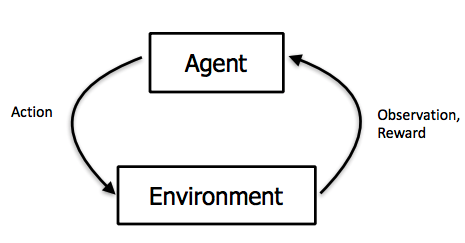 Agent
Action
Observation,
Reward
Environment